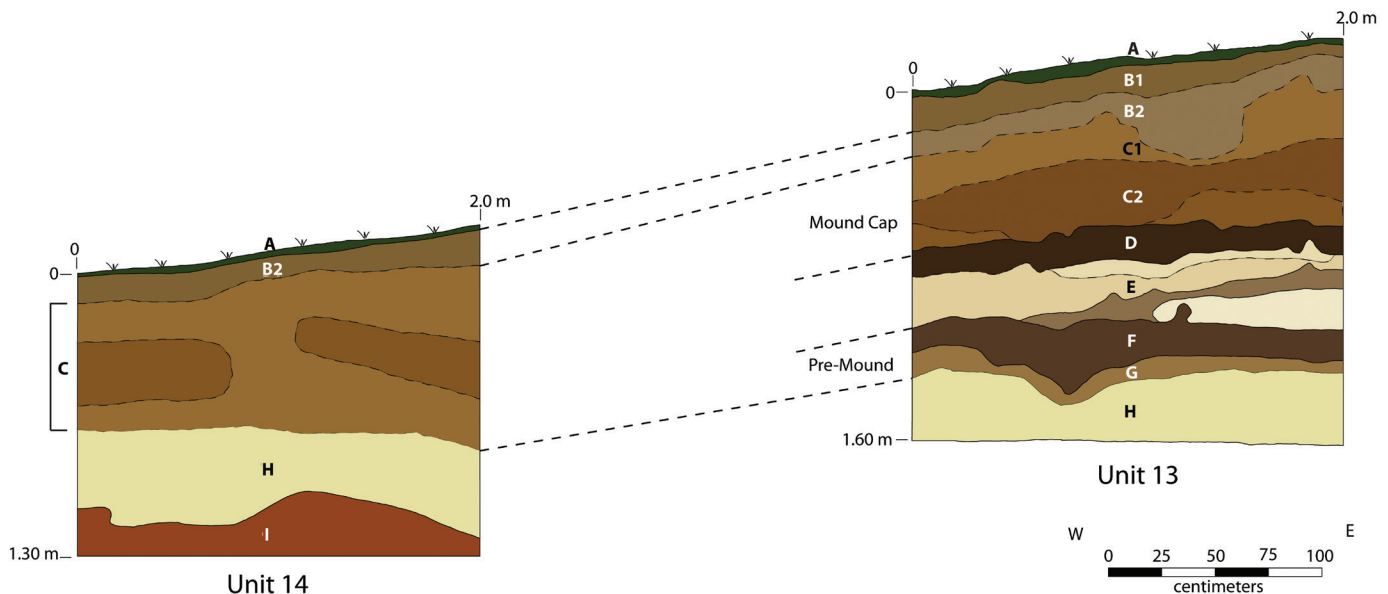 2.0 m
0
0
A
B1
B2
C1
C2
D
E
F
G
H
1.60 m
Unit 13
Mound Cap
Pre-Mound
2.0 m
0
0
A
B2
C
H
I
1.30 m
Unit 14
W
E
0 25 50 75 100
centimeters